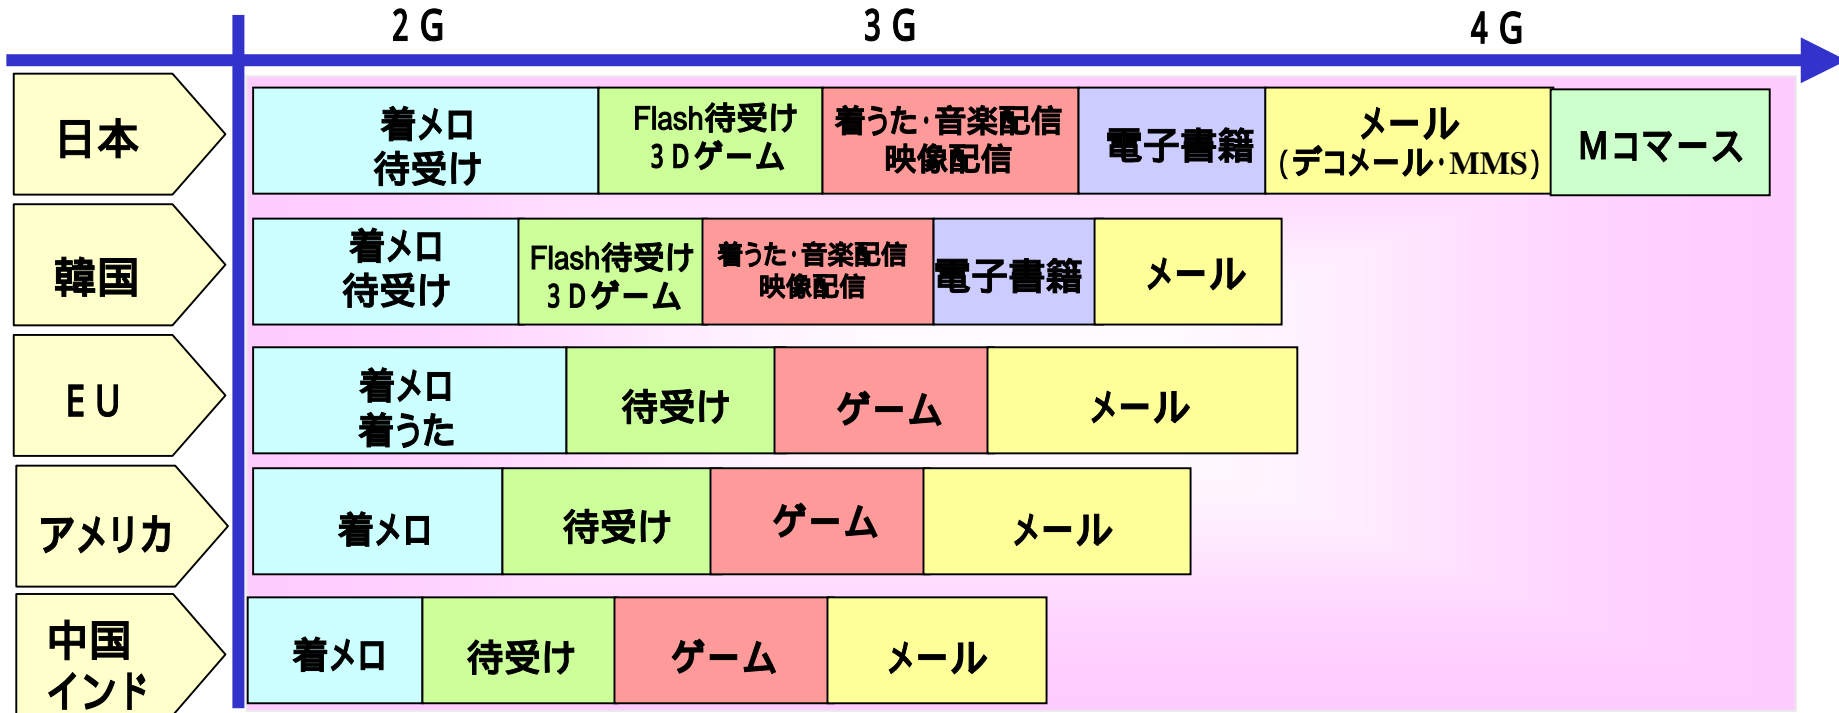 ２Ｇ ３Ｇ ４Ｇ
日本
着メロ
待受け
Flash待受け
３Ｄゲーム
着うた・音楽配信
映像配信
電子書籍
メール
(デコメール・MMS)
Mコマース
韓国
着メロ
待受け
Flash待受け
３Ｄゲーム
着うた・音楽配信
映像配信
電子書籍
メール
ＥＵ
着メロ
着うた
待受け
ゲーム
メール
アメリカ
着メロ
待受け
ゲーム
メール
中国
インド
着メロ
待受け
ゲーム
メール